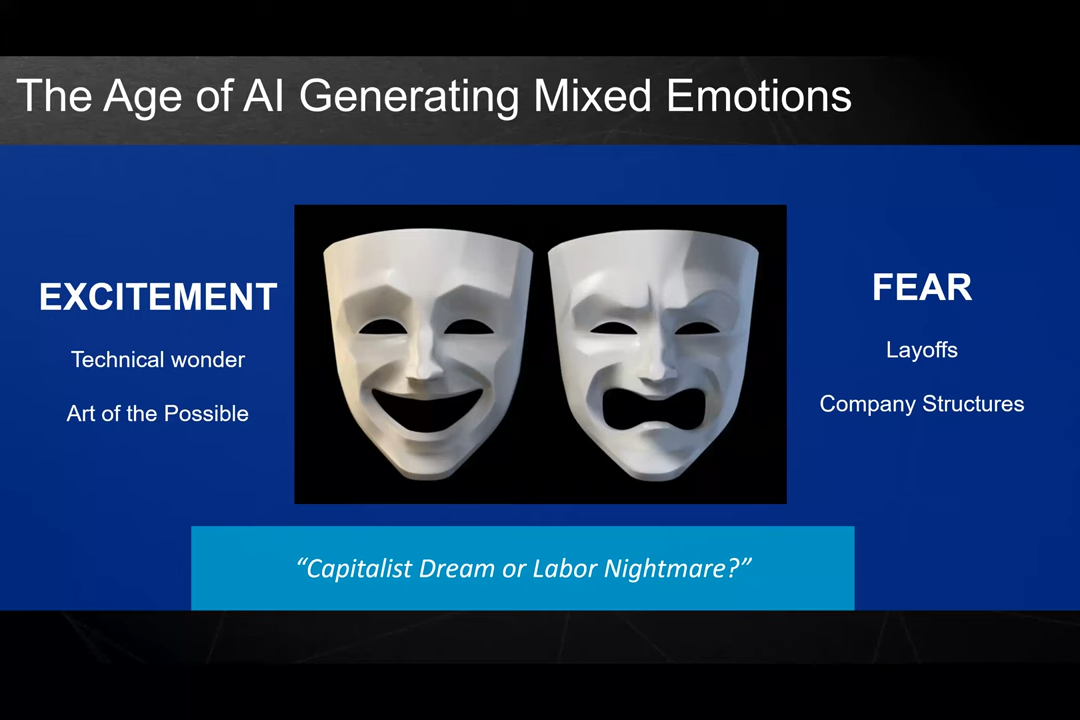 The Age of AI Generating Mixed Emotions
EXCITEMENT
Technical wonder
Art of the Possible
FEAR
Layoffs
Company Structures
“Capitalist Dream or Labor Nightmare?”